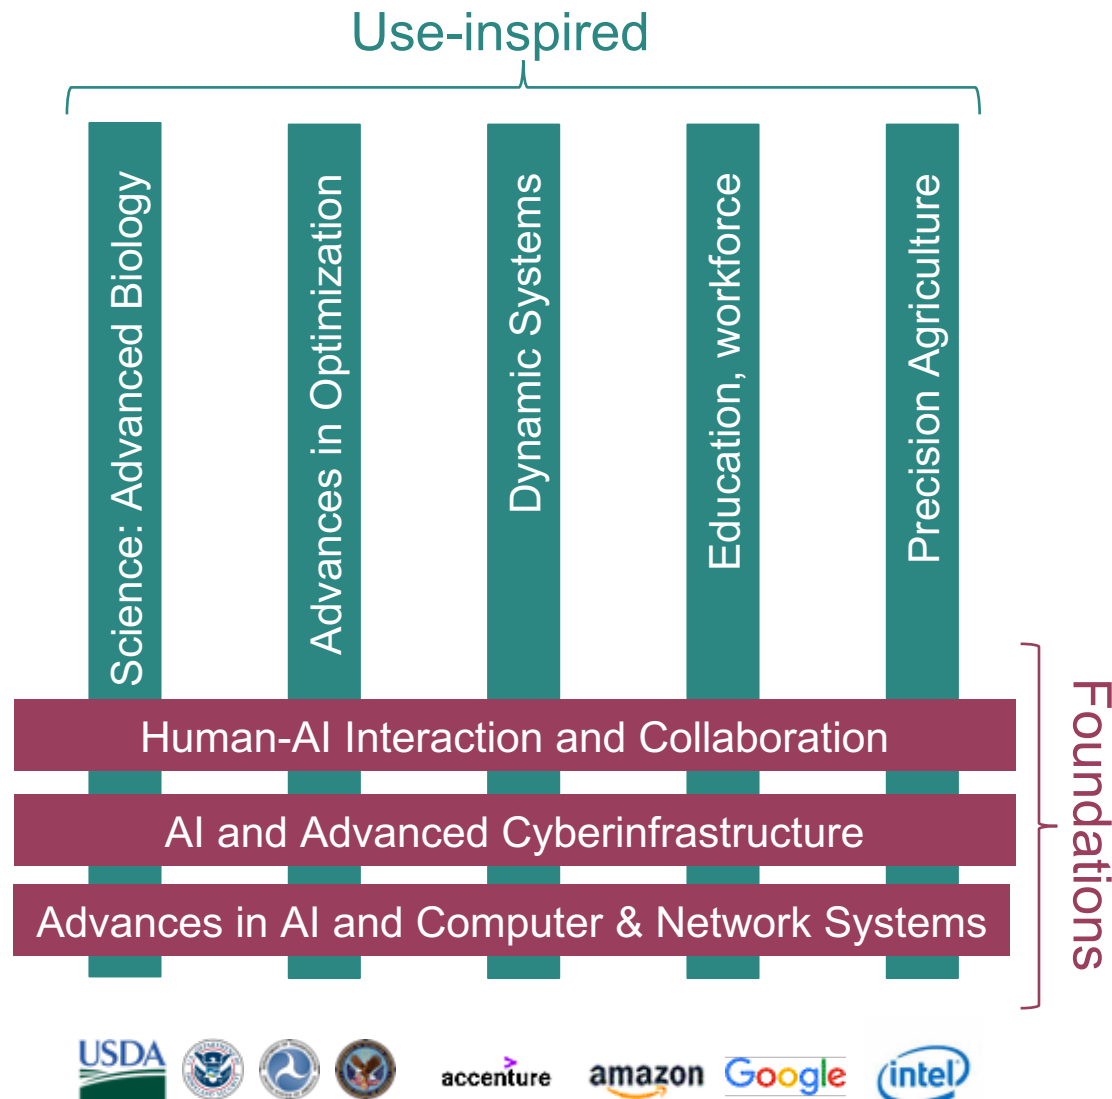 Use-inspired
Science: Advanced Biology
Advances in Optimization
Dynamic Systems
Education, workforce
Precision Agriculture
Human-AI Interaction and Collaboration
AI and Advanced Cyberinfrastructure
Advances in AI and Computer & Network Systems
Foundations
USDA
accenture
amazon
Google
intel